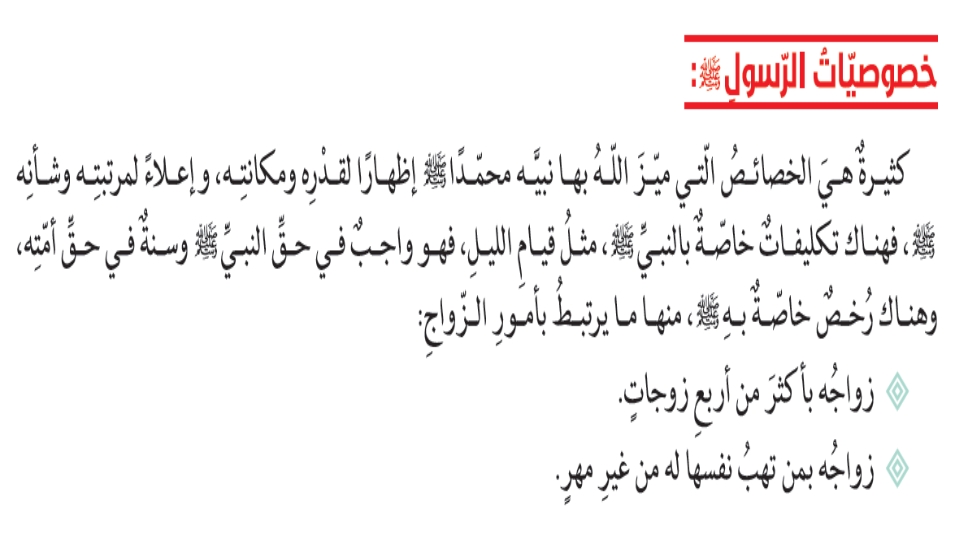 خصوصيّاتُ الرّسولِ ﷺ:
كثيرةٌ هيَ الخصائصُ الّتي ميّزَ اللّهُ بها نبيَّه محمّدًا ﷺ إظهارًا لقدْرِه ومكانتِه، وإعلاءً لمرتبتِه وشأنِه
ﷺ، فهناك تكليفاتٌ خاصّةٌ بالنبيِّ ﷺ، مثلُ قيامِ الليلِ، فهو واجبٌ في حقِّ النبيِّ ﷺ وسنةٌ في حقِّ أمّتِه،
وهناك رُخصٌ خاصّةٌ بهِ ﷺ، منها ما يرتبطُ بأمورِ الزّواجِ:
زواجُه بأكثرَ من أربعِ زوجاتٍ.
زواجُه بمن تهبُ نفسها له من غيرِ مهرٍ.